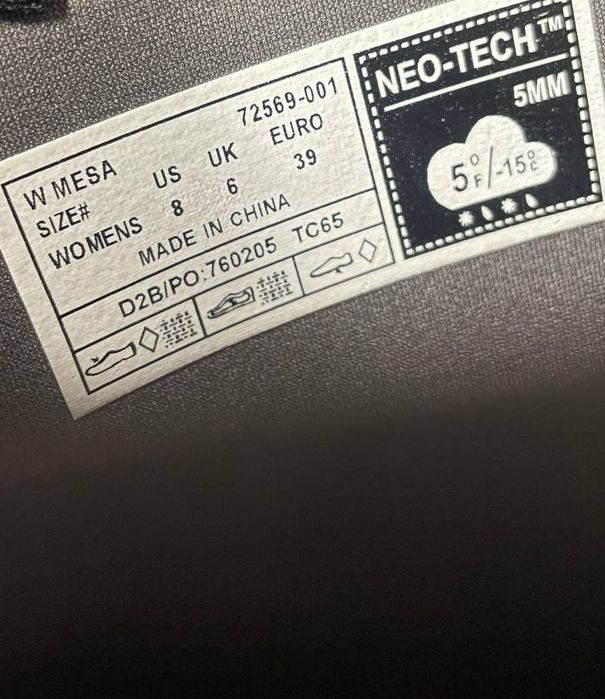 72569-001
W MESA
SIZE# US UK EURO
WOMENS 8 6 39
MADE IN CHINA
D2B/PO:760205 TC65
NEO-TECH™
5MM
5°F/-15°C